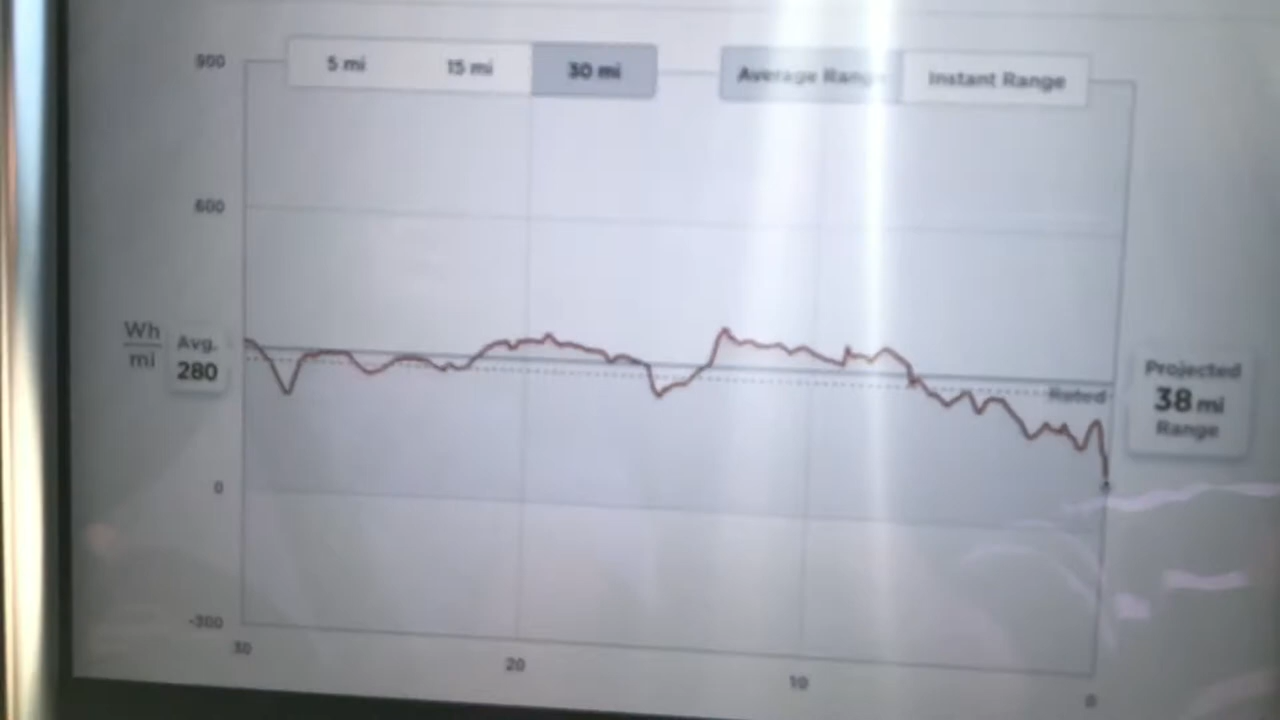 900
5 mi
15 mi
30 mi
Average Range
Instant Range
600
Wh
mi
Avg.
280
Rated
Projected
38 mi
Range
0
-300
30
20
10
0